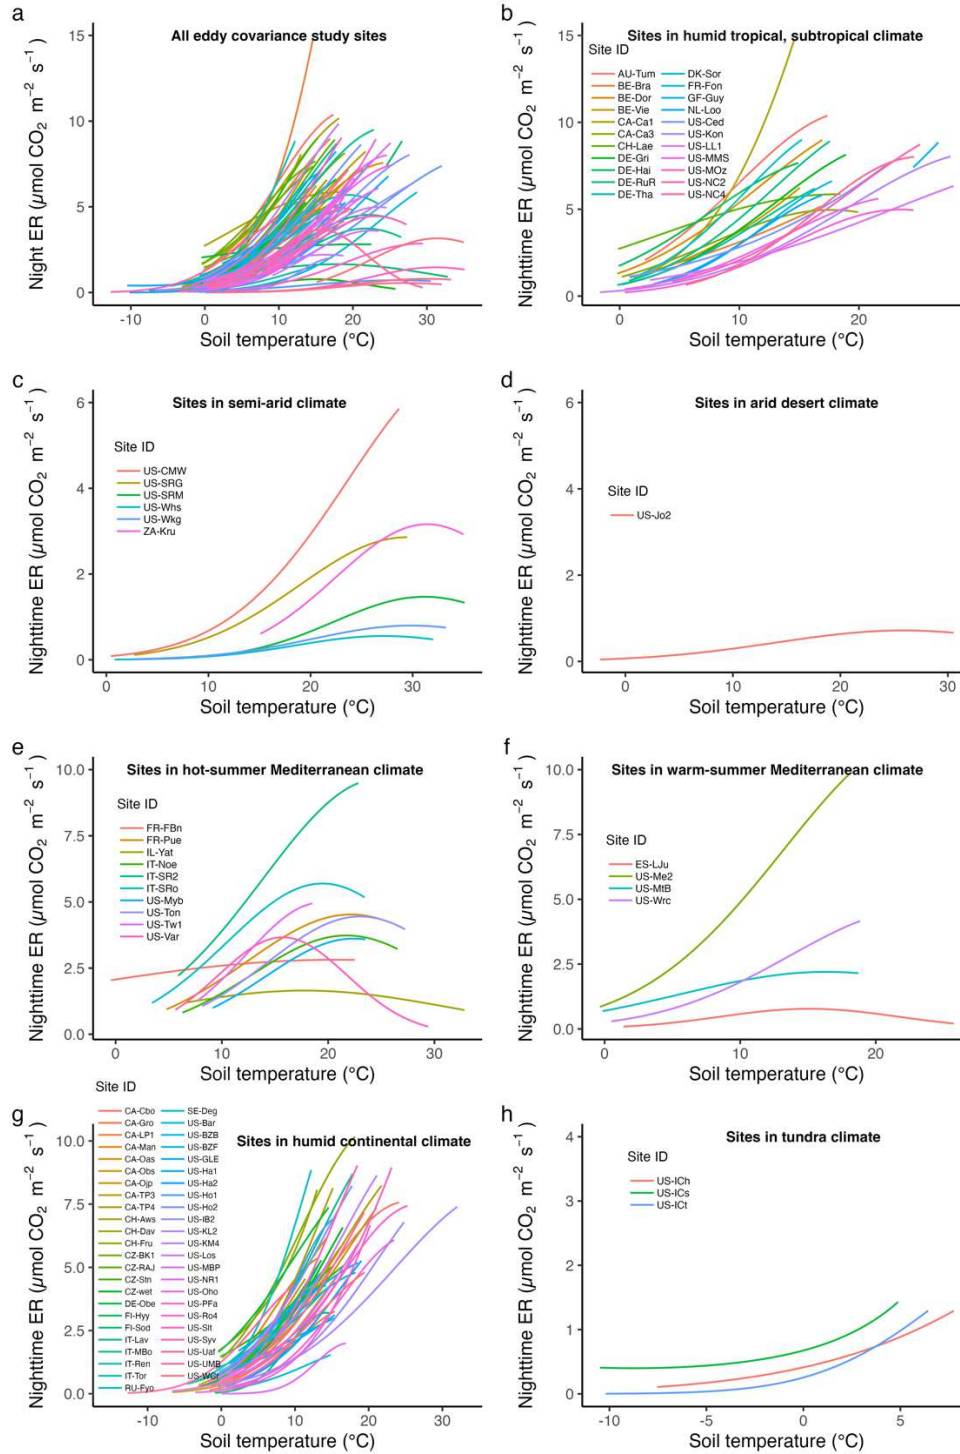 a
All eddy covariance study sites
Night ER (µmol CO₂ m⁻² s⁻¹ )
15
10
5
0
-10 0 10 20 30
Soil temperature (°C)
b
Sites in humid tropical, subtropical climate
Site ID
AU-Tum DK-Sor
BE-Bra FR-Fon
BE-Dor GF-Guy
BE-Vie NL-Loo
CA-Ca1 US-Ced
CA-Ca3 US-Kon
CH-Lae US-LL1
DE-Gri US-MMS
DE-Hai US-MOz
DE-RuR US-NC2
DE-Tha US-NC4
Nighttime ER (µmol CO₂ m⁻² s⁻¹ )
15
10
5
0
0 10 20
Soil temperature (°C)
c
Sites in semi-arid climate
Site ID
US-CMW
US-SRG
US-SRM
US-Whs
US-Wkg
ZA-Kru
Nighttime ER (µmol CO₂ m⁻² s⁻¹ )
6
4
2
0
0 10 20 30
Soil temperature (°C)
d
Sites in arid desert climate
Site ID
US-Jo2
Nighttime ER (µmol CO₂ m⁻² s⁻¹ )
6
4
2
0
0 10 20 30
Soil temperature (°C)
e
Sites in hot-summer Mediterranean climate
Site ID
FR-FBn
FR-Pue
IL-Yat
IT-Noe
IT-SR2
IT-SRo
US-Myb
US-Ton
US-Tw1
US-Var
Nighttime ER (µmol CO₂ m⁻² s⁻¹ )
10.0
7.5
5.0
2.5
0.0
0 10 20 30
Soil temperature (°C)
f
Sites in warm-summer Mediterranean climate
Site ID
ES-LJu
US-Me2
US-MtB
US-Wrc
Nighttime ER (µmol CO₂ m⁻² s⁻¹ )
10.0
7.5
5.0
2.5
0.0
0 10 20
Soil temperature (°C)
g
Site ID
Sites in humid continental climate
CA-Cbo SE-Deg
CA-Gro US-Bar
CA-LP1 US-BZB
CA-Man US-BZF
CA-Oas US-GLE
CA-Obs US-Ha1
CA-Ojp US-Ha2
CA-TP3 US-Ho1
CA-TP4 US-Ho2
CH-Aws US-IB2
CH-Dav US-KL2
CH-Fru US-KM4
CZ-BK1 US-Los
CZ-RAJ US-MBP
CZ-Stn US-NR1
CZ-wet US-Oho
DE-Obe US-PFa
FI-Hyy US-Ro4
FI-Sod US-Slt
IT-Lav US-Syv
IT-MBo US-Uaf
IT-Ren US-UMB
IT-Tor US-WCr
RU-Fyo
Nighttime ER (µmol CO₂ m⁻² s⁻¹ )
10.0
7.5
5.0
2.5
0.0
-10 0 10 20 30
Soil temperature (°C)
h
Sites in tundra climate
Site ID
US-ICh
US-ICs
US-ICt
Nighttime ER (µmol CO₂ m⁻² s⁻¹ )
4
3
2
1
0
-10 -5 0 5
Soil temperature (°C)